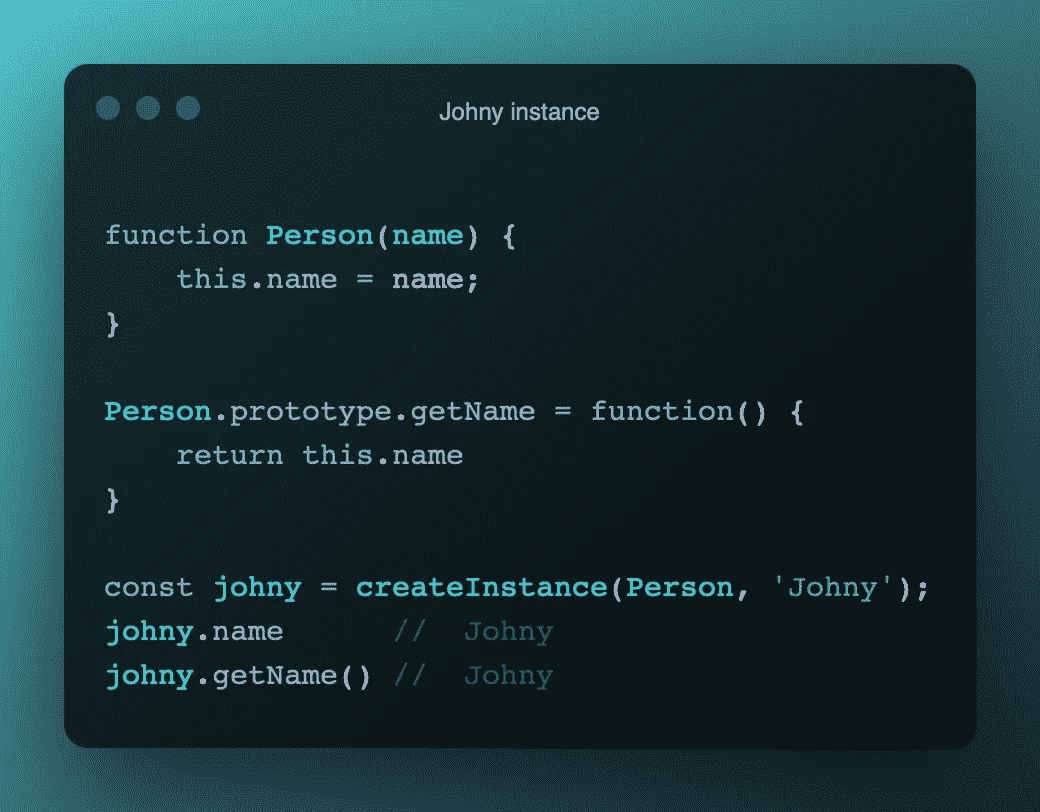 Johny instance
function Person(name) {
    this.name = name;
}
Person.prototype.getName = function() {
    return this.name
}
const johny = createInstance(Person, 'Johny');
johny.name      //  Johny
johny.getName() //  Johny